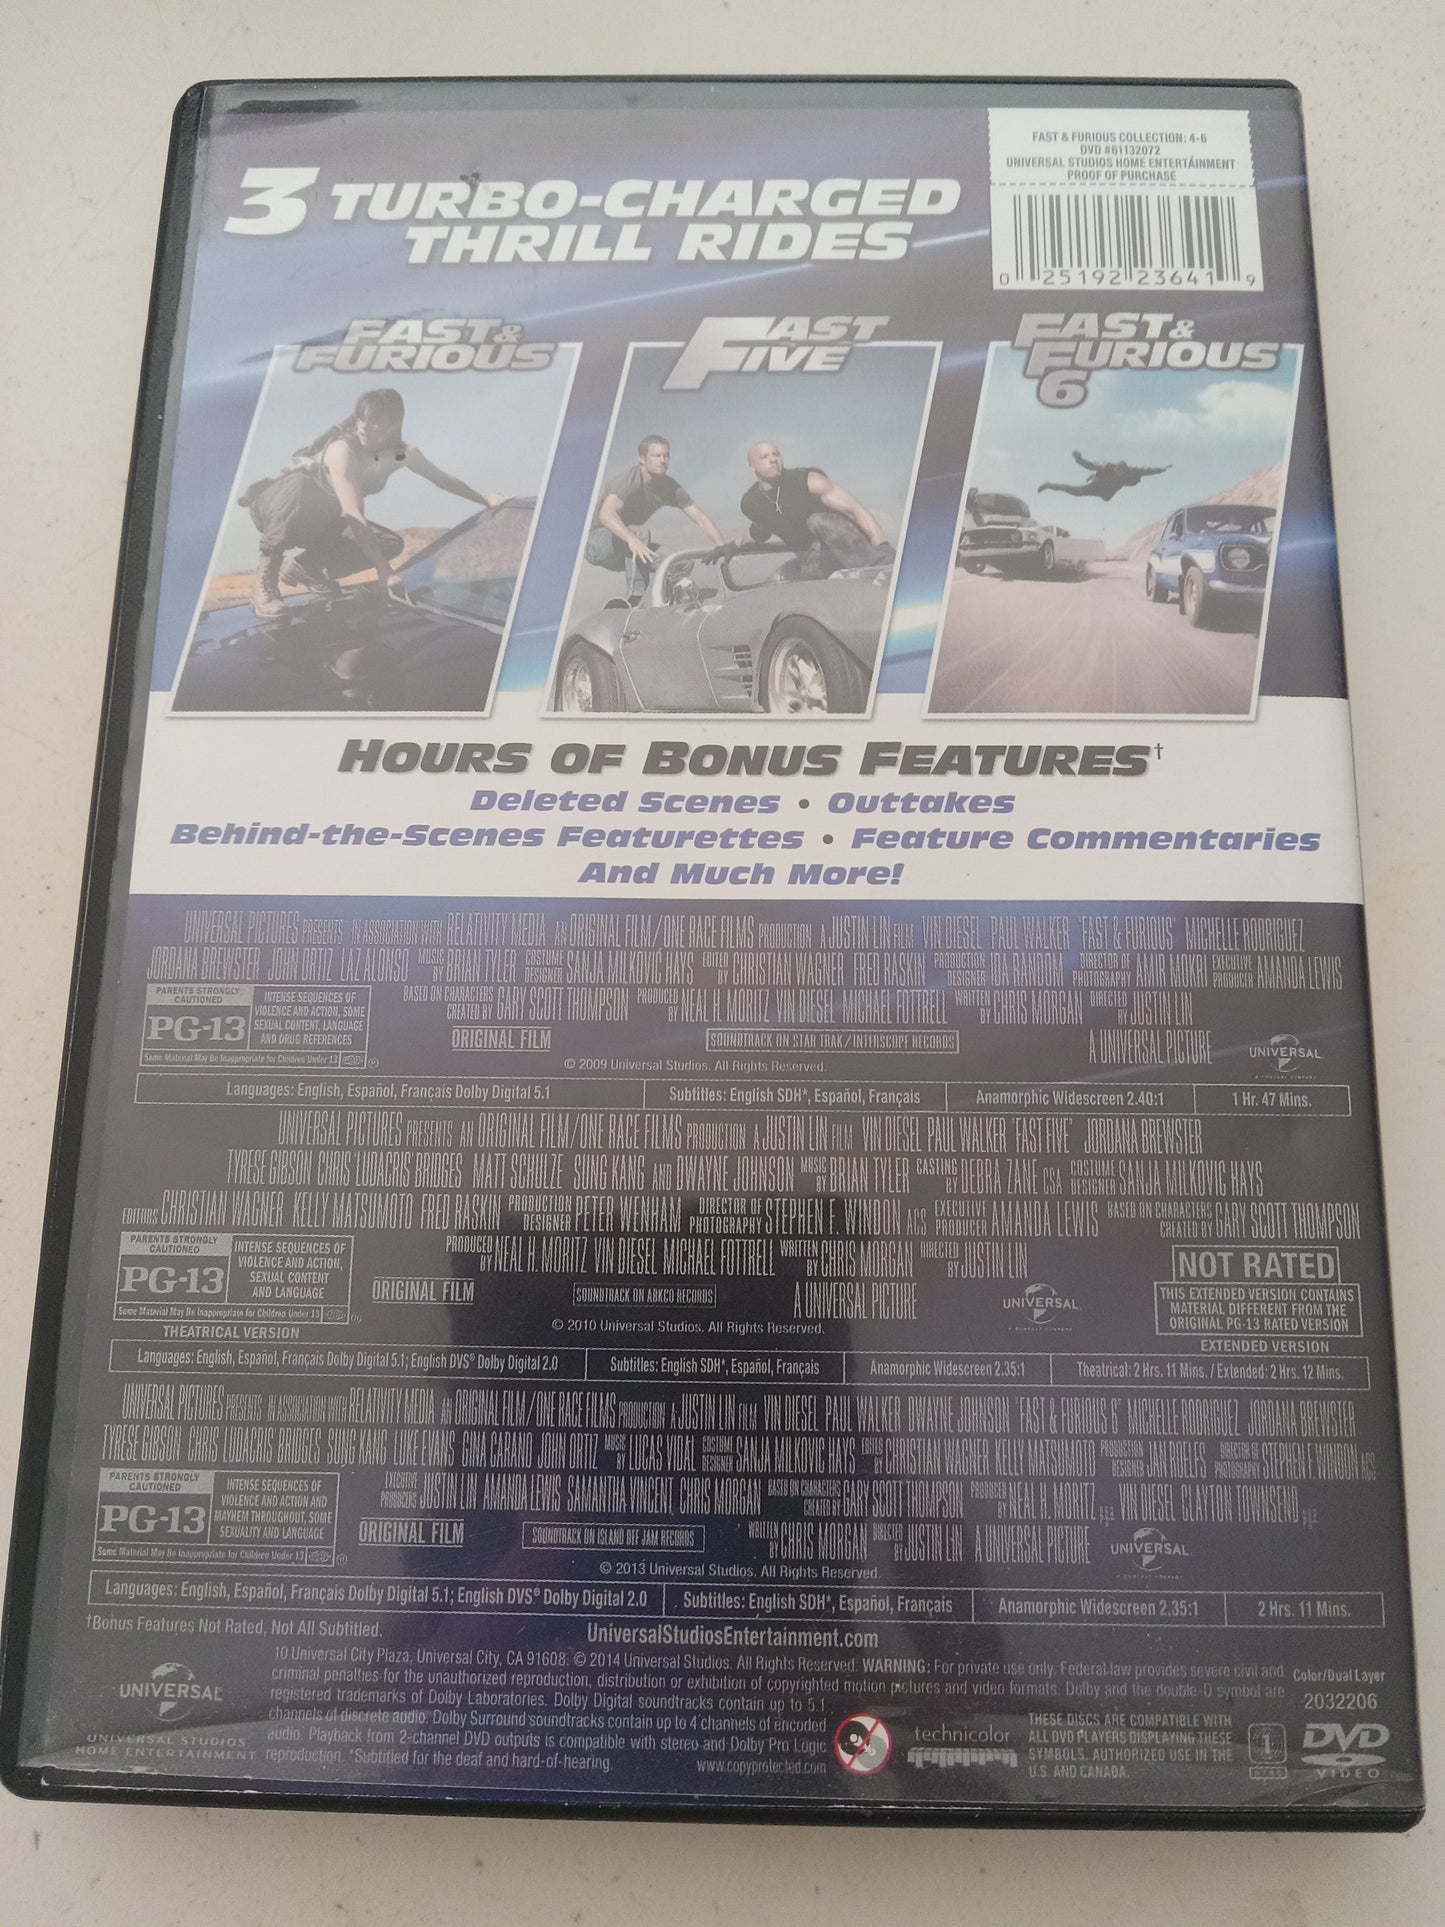 FAST & FURIOUS COLLECTION: 4-6
DVD #61132072
UNIVERSAL STUDIOS HOME ENTERTAINMENT
PROOF OF PURCHASE
0 25192 23641 9
3 TURBO-CHARGED
THRILL RIDES
FAST &
FURIOUS
FAST
FIVE
FAST &
FURIOUS
6
HOURS OF BONUS FEATURES†
Deleted Scenes • Outtakes
Behind-the-Scenes Featurettes • Feature Commentaries
And Much More!
UNIVERSAL PICTURES PRESENTS IN ASSOCIATION WITH RELATIVITY MEDIA AN ORIGINAL FILM/ONE RACE FILMS PRODUCTION A JUSTIN LIN FILM VIN DIESEL PAUL WALKER "FAST & FURIOUS" MICHELLE RODRIGUEZ
JORDANA BREWSTER JOHN ORTIZ LAZ ALONSO MUSIC BY BRIAN TYLER COSTUME DESIGNER SANJA MILKOVIĆ HAYS EDITED BY CHRISTIAN WAGNER FRED RASKIN PRODUCTION DESIGNER IDA RANDOM DIRECTOR OF PHOTOGRAPHY AMIR MOKRI EXECUTIVE PRODUCER AMANDA LEWIS
BASED ON CHARACTERS CREATED BY GARY SCOTT THOMPSON PRODUCED BY NEAL H. MORITZ VIN DIESEL MICHAEL FOTTRELL WRITTEN BY CHRIS MORGAN DIRECTED BY JUSTIN LIN
PARENTS STRONGLY CAUTIONED
PG-13
INTENSE SEQUENCES OF
VIOLENCE AND ACTION, SOME
SEXUAL CONTENT, LANGUAGE
AND DRUG REFERENCES
Some Material May Be Inappropriate for Children Under 13
ORIGINAL FILM
SOUNDTRACK ON STAR TRAK/INTERSCOPE RECORDS
A UNIVERSAL PICTURE
UNIVERSAL
© 2009 Universal Studios. All Rights Reserved.
Languages: English, Español, Français Dolby Digital 5.1
Subtitles: English SDH*, Español, Français
Anamorphic Widescreen 2.40:1
1 Hr. 47 Mins.
UNIVERSAL PICTURES PRESENTS AN ORIGINAL FILM/ONE RACE FILMS PRODUCTION A JUSTIN LIN FILM VIN DIESEL PAUL WALKER "FAST FIVE" JORDANA BREWSTER
TYRESE GIBSON CHRIS 'LUDACRIS' BRIDGES MATT SCHULZE SUNG KANG AND DWAYNE JOHNSON MUSIC BY BRIAN TYLER CASTING BY DEBRA ZANE CSA COSTUME DESIGNER SANJA MILKOVIC HAYS
EDITORS CHRISTIAN WAGNER KELLY MATSUMOTO FRED RASKIN PRODUCTION DESIGNER PETER WENHAM DIRECTOR OF PHOTOGRAPHY STEPHEN F. WINDON ACS EXECUTIVE PRODUCER AMANDA LEWIS BASED ON CHARACTERS CREATED BY GARY SCOTT THOMPSON
PRODUCED BY NEAL H. MORITZ VIN DIESEL MICHAEL FOTTRELL WRITTEN BY CHRIS MORGAN DIRECTED BY JUSTIN LIN
PARENTS STRONGLY CAUTIONED
PG-13
INTENSE SEQUENCES OF
VIOLENCE AND ACTION,
SEXUAL CONTENT
AND LANGUAGE
Some Material May Be Inappropriate for Children Under 13
THEATRICAL VERSION
ORIGINAL FILM
SOUNDTRACK ON ABKCO RECORDS
A UNIVERSAL PICTURE
UNIVERSAL
© 2010 Universal Studios. All Rights Reserved.
NOT RATED
THIS EXTENDED VERSION CONTAINS
MATERIAL DIFFERENT FROM THE
ORIGINAL PG-13 RATED VERSION
EXTENDED VERSION
Languages: English, Español, Français Dolby Digital 5.1; English DVS® Dolby Digital 2.0
Subtitles: English SDH*, Español, Français
Anamorphic Widescreen 2.35:1
Theatrical: 2 Hrs. 11 Mins. / Extended: 2 Hrs. 12 Mins.
UNIVERSAL PICTURES PRESENTS IN ASSOCIATION WITH RELATIVITY MEDIA AN ORIGINAL FILM/ONE RACE FILMS PRODUCTION A JUSTIN LIN FILM VIN DIESEL PAUL WALKER DWAYNE JOHNSON "FAST & FURIOUS 6" MICHELLE RODRIGUEZ JORDANA BREWSTER
TYRESE GIBSON CHRIS LUDACRIS BRIDGES SUNG KANG LUKE EVANS GINA CARANO JOHN ORTIZ MUSIC BY LUCAS VIDAL COSTUME DESIGNER SANJA MILKOVIC HAYS EDITED BY CHRISTIAN WAGNER KELLY MATSUMOTO PRODUCTION DESIGNER JAN ROELFS DIRECTOR OF PHOTOGRAPHY STEPHEN F. WINDON ACS
EXECUTIVE PRODUCERS JUSTIN LIN AMANDA LEWIS SAMANTHA VINCENT CHRIS MORGAN BASED ON CHARACTERS CREATED BY GARY SCOTT THOMPSON PRODUCED BY NEAL H. MORITZ p.g.a. VIN DIESEL CLAYTON TOWNSEND p.g.a.
PARENTS STRONGLY CAUTIONED
PG-13
INTENSE SEQUENCES OF
VIOLENCE AND ACTION AND
MAYHEM THROUGHOUT, SOME
SEXUALITY AND LANGUAGE
Some Material May Be Inappropriate for Children Under 13
ORIGINAL FILM
SOUNDTRACK ON ISLAND DEF JAM RECORDS
WRITTEN BY CHRIS MORGAN DIRECTED BY JUSTIN LIN A UNIVERSAL PICTURE
UNIVERSAL
© 2013 Universal Studios. All Rights Reserved.
Languages: English, Español, Français Dolby Digital 5.1; English DVS® Dolby Digital 2.0
Subtitles: English SDH*, Español, Français
Anamorphic Widescreen 2.35:1
2 Hrs. 11 Mins.
†Bonus Features Not Rated, Not All Subtitled.
UniversalStudiosEntertainment.com
10 Universal City Plaza, Universal City, CA 91608. © 2014 Universal Studios. All Rights Reserved. WARNING: For private use only. Federal law provides severe civil and
criminal penalties for the unauthorized reproduction, distribution or exhibition of copyrighted motion pictures and video formats. Dolby and the double-D symbol are
registered trademarks of Dolby Laboratories. Dolby Digital soundtracks contain up to 5.1
channels of discrete audio. Dolby Surround soundtracks contain up to 4 channels of encoded
audio. Playback from 2-channel DVD outputs is compatible with stereo and Dolby Pro Logic
reproduction. *Subtitled for the deaf and hard-of-hearing.
www.copyprotected.com
UNIVERSAL
UNIVERSAL STUDIOS
HOME ENTERTAINMENT
technicolor
THESE DISCS ARE COMPATIBLE WITH
ALL DVD PLAYERS DISPLAYING THESE
SYMBOLS. AUTHORIZED USE IN THE
U.S. AND CANADA.
Color/Dual Layer
2032206
1
NTSC
DVD
VIDEO